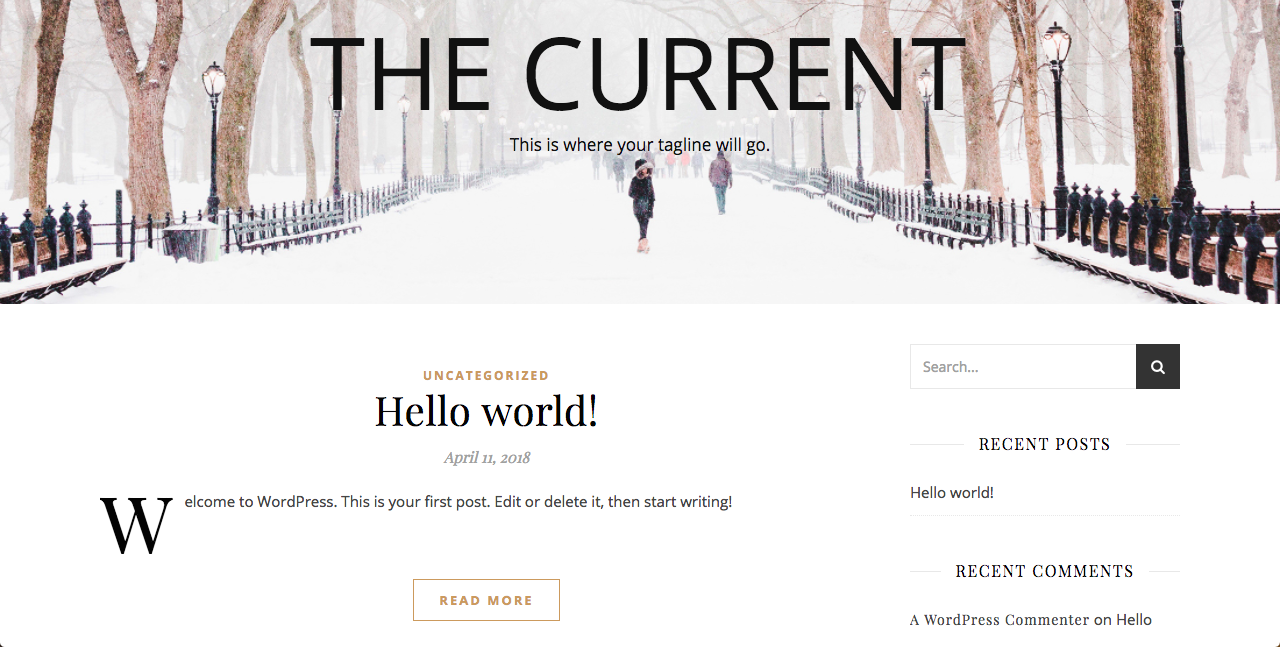 THE CURRENT
This is where your tagline will go.
UNCATEGORIZED
Hello world!
April 11, 2018
Welcome to WordPress. This is your first post. Edit or delete it, then start writing!
READ MORE
Search...
RECENT POSTS
Hello world!
RECENT COMMENTS
A WordPress Commenter on Hello